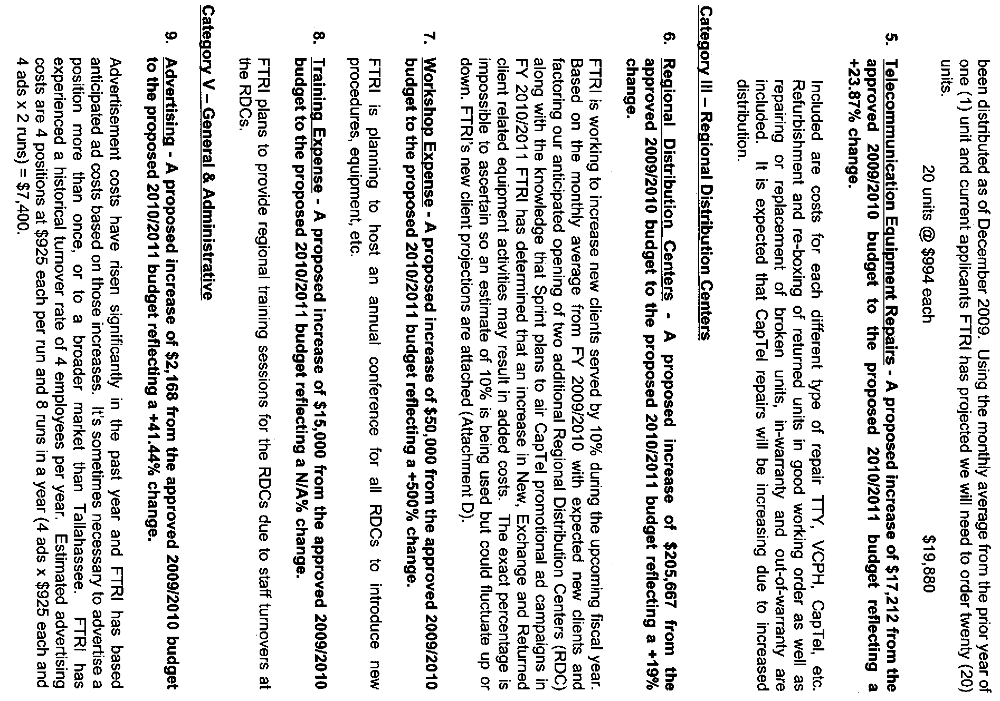 been distributed as of December 2009. Using the monthly average from the prior year of
one (1) unit and current applicants FTRI has projected we will need to order twenty (20)
units.
20 units @ $994 each $19,880
5. Telecommunication Equipment Repairs - A proposed increase of $17,212 from the
approved 2009/2010 budget to the proposed 2010/2011 budget reflecting a
+23.87% change.
Included are costs for each different type of repair TTY, VCPH, CapTel, etc.
Refurbishment and re-boxing of returned units in good working order as well as
repairing or replacement of broken units, in-warranty and out-of-warranty are
included. It is expected that CapTel repairs will be increasing due to increased
distribution.
Category III – Regional Distribution Centers
6. Regional Distribution Centers - A proposed increase of $205,667 from the
approved 2009/2010 budget to the proposed 2010/2011 budget reflecting a +19%
change.
FTRI is working to increase new clients served by 10% during the upcoming fiscal year.
Based on the monthly average from FY 2009/2010 with expected new clients and
factoring our anticipated opening of two additional Regional Distribution Centers (RDC)
along with the knowledge that Sprint plans to air CapTel promotional ad campaigns in
FY 2010/2011 FTRI has determined that an increase in New, Exchange and Returned
client related equipment activities may result in added costs. The exact percentage is
impossible to ascertain so an estimate of 10% is being used but could fluctuate up or
down. FTRI's new client projections are attached (Attachment D).
7. Workshop Expense - A proposed increase of $50,000 from the approved 2009/2010
budget to the proposed 2010/2011 budget reflecting a +500% change.
FTRI is planning to host an annual conference for all RDCs to introduce new
procedures, equipment, etc.
8. Training Expense - A proposed increase of $15,000 from the approved 2009/2010
budget to the proposed 2010/2011 budget reflecting a N/A% change.
FTRI plans to provide regional training sessions for the RDCs due to staff turnovers at
the RDCs.
Category V – General & Administrative
9. Advertising - A proposed increase of $2,168 from the approved 2009/2010 budget
to the proposed 2010/2011 budget reflecting a +41.44% change.
Advertisement costs have risen significantly in the past year and FTRI has based
anticipated ad costs based on those increases. It's sometimes necessary to advertise a
position more than once, or to a broader market than Tallahassee. FTRI has
experienced a historical turnover rate of 4 employees per year. Estimated advertising
costs are 4 positions at $925 each per run and 8 runs in a year (4 ads x $925 each and
4 ads x 2 runs) = $7,400.